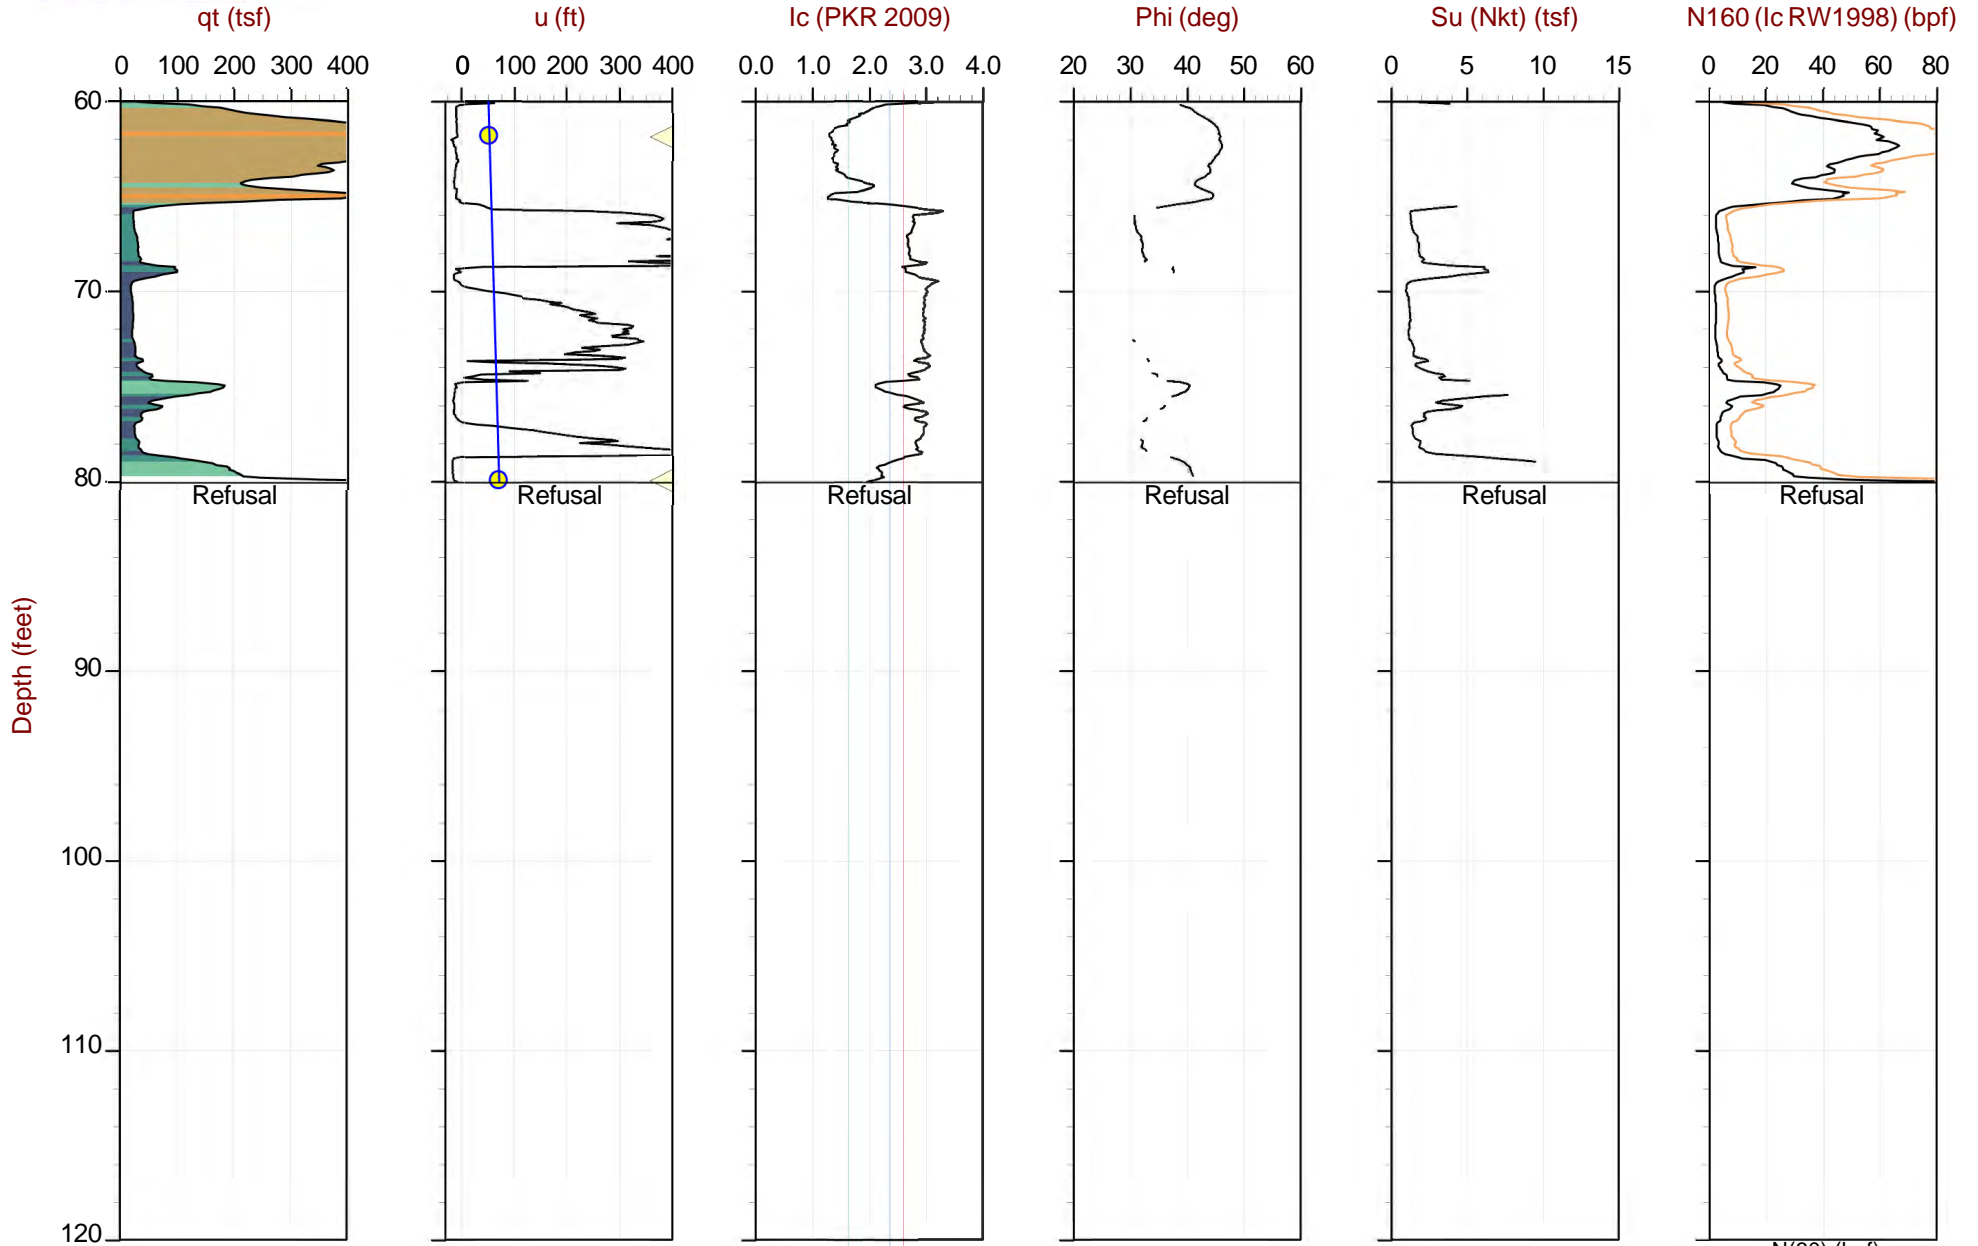 qt (tsf) u (ft) Ic (PKR 2009) Phi (deg) Su (Nkt) (tsf) N160 (Ic RW1998) (bpf)
0 100 200 300 400 0 100 200 300 400 0.0 1.0 2.0 3.0 4.0 20 30 40 50 60 0 5 10 15 0 20 40 60 80
60
70
80
Refusal Refusal Refusal Refusal Refusal Refusal
90
Depth (feet)
100
110
120